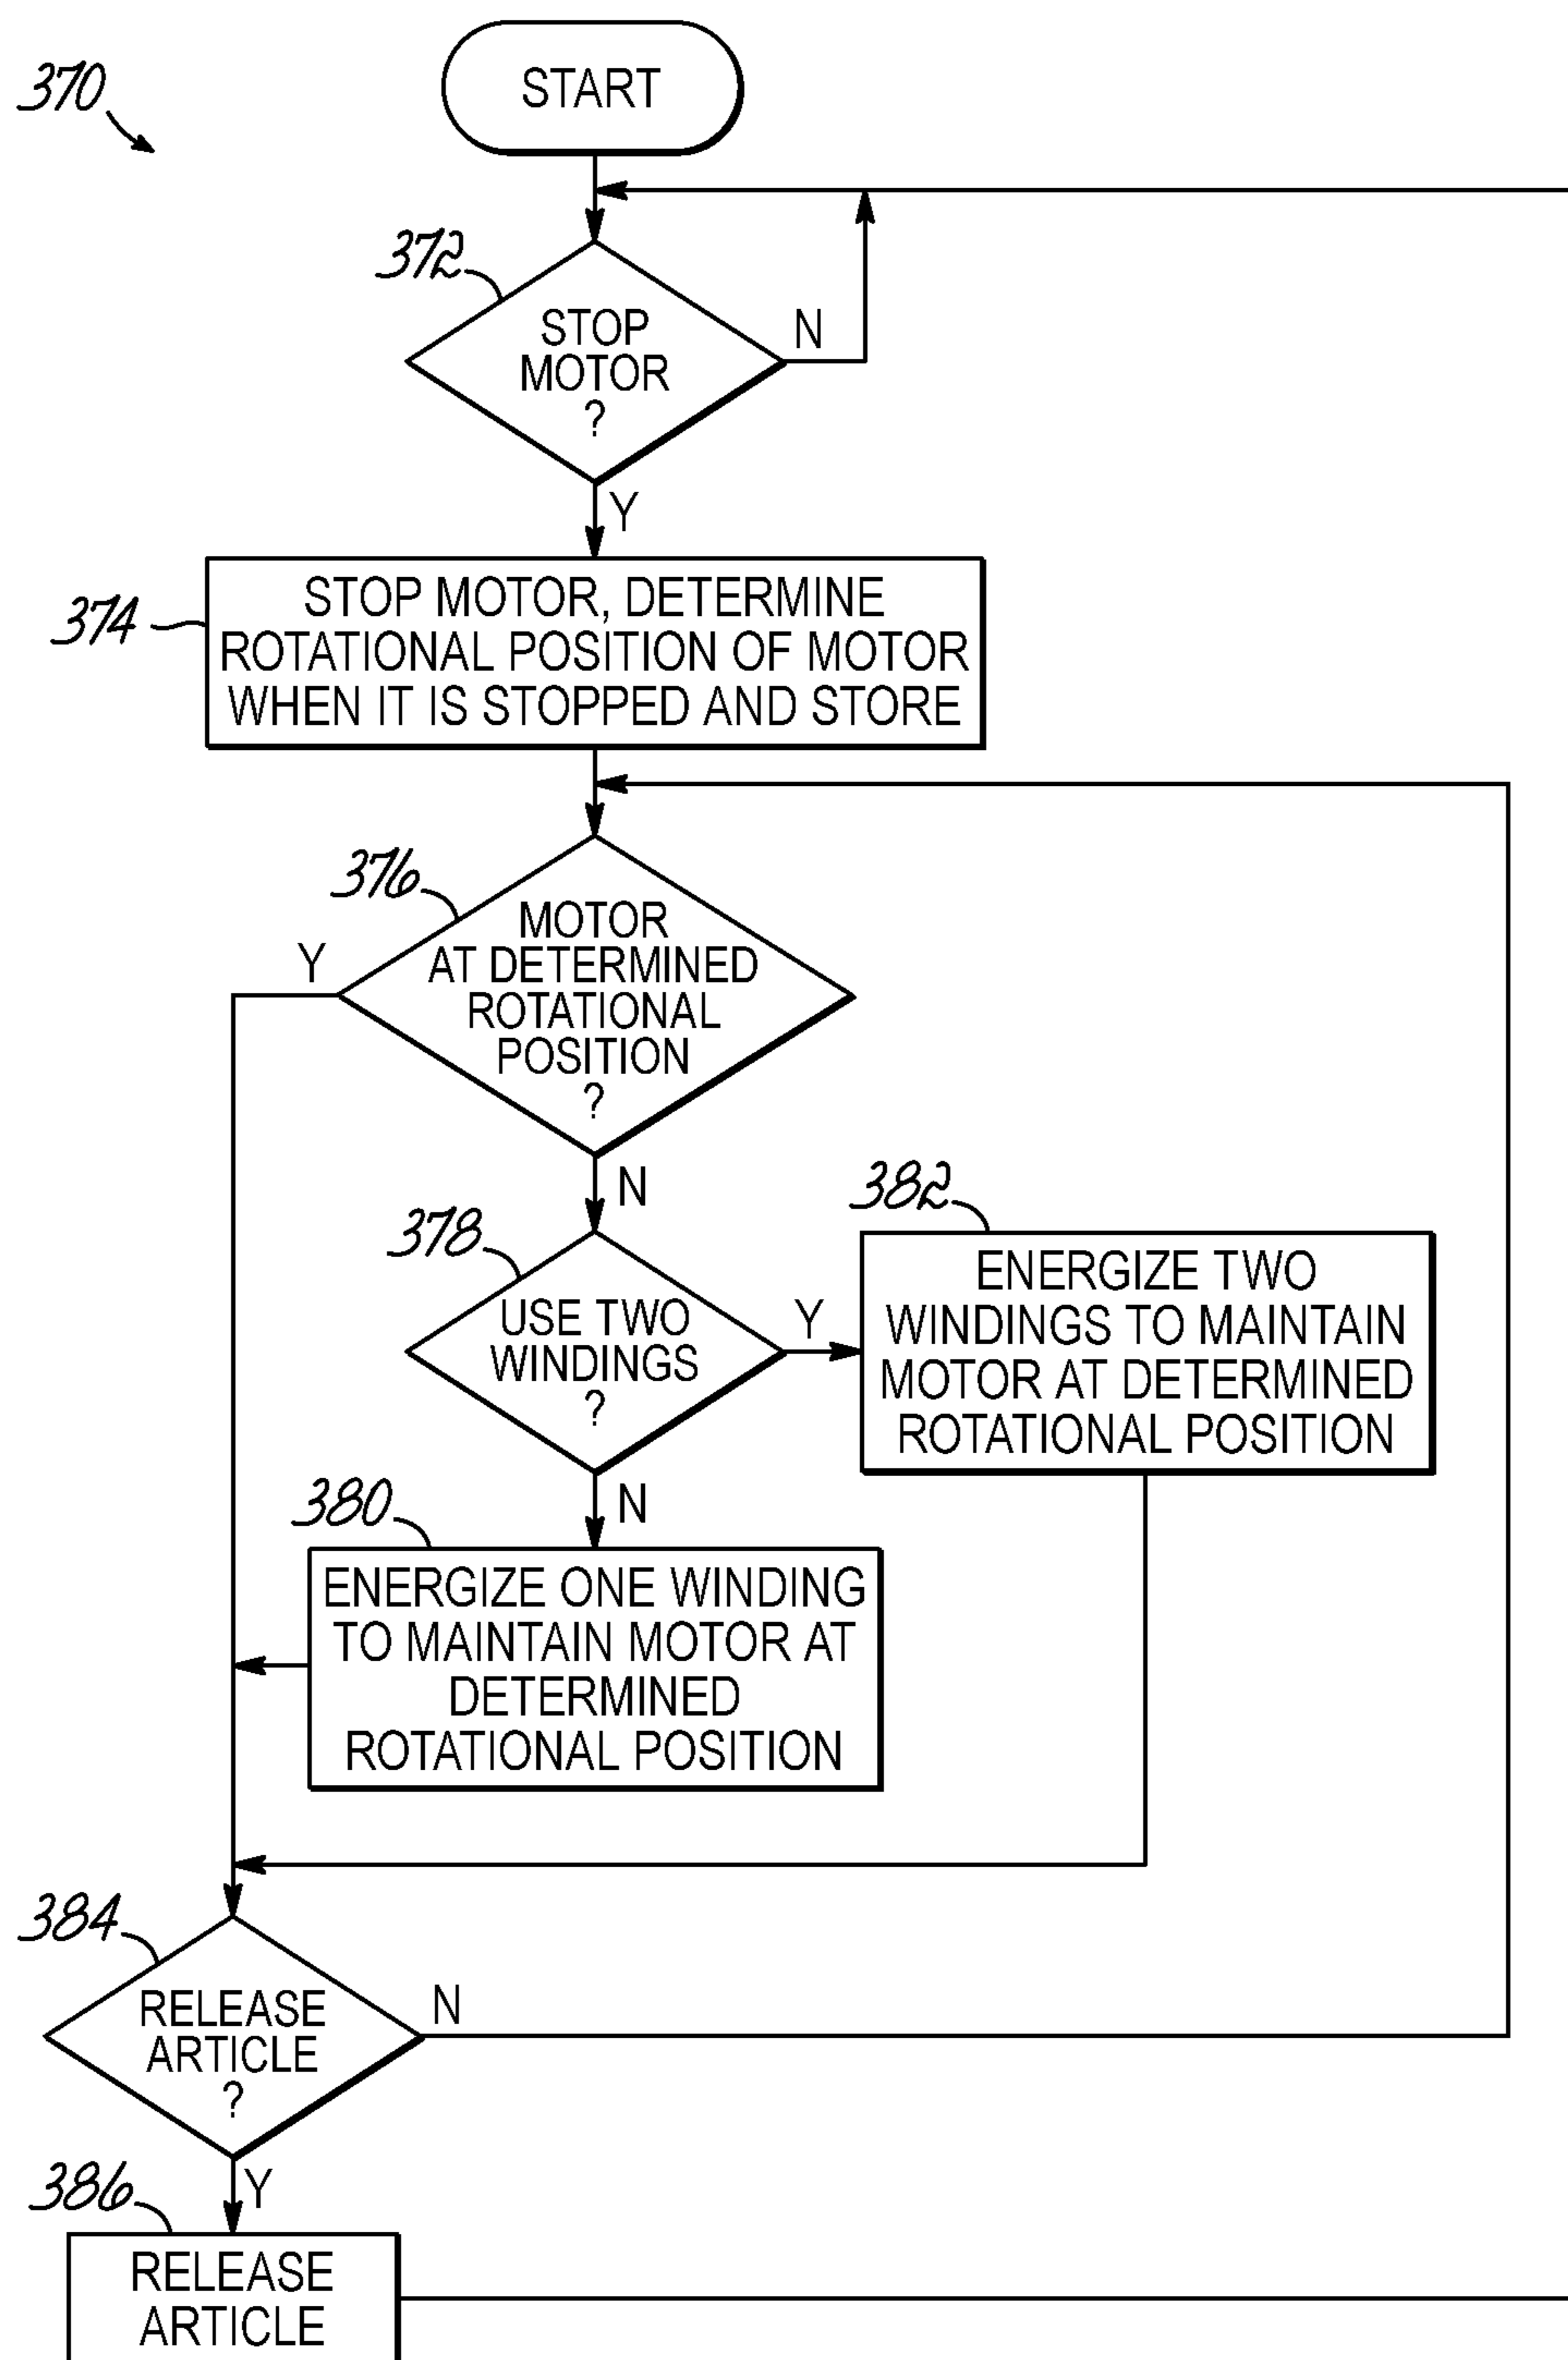 370
START
372
STOP
MOTOR
?
N
Y
374
STOP MOTOR, DETERMINE
ROTATIONAL POSITION OF MOTOR
WHEN IT IS STOPPED AND STORE
376
MOTOR
AT DETERMINED
ROTATIONAL
POSITION
?
Y
N
378
USE TWO
WINDINGS
?
Y
N
382
ENERGIZE TWO
WINDINGS TO MAINTAIN
MOTOR AT DETERMINED
ROTATIONAL POSITION
380
ENERGIZE ONE WINDING
TO MAINTAIN MOTOR AT
DETERMINED
ROTATIONAL POSITION
384
RELEASE
ARTICLE
?
N
Y
386
RELEASE
ARTICLE